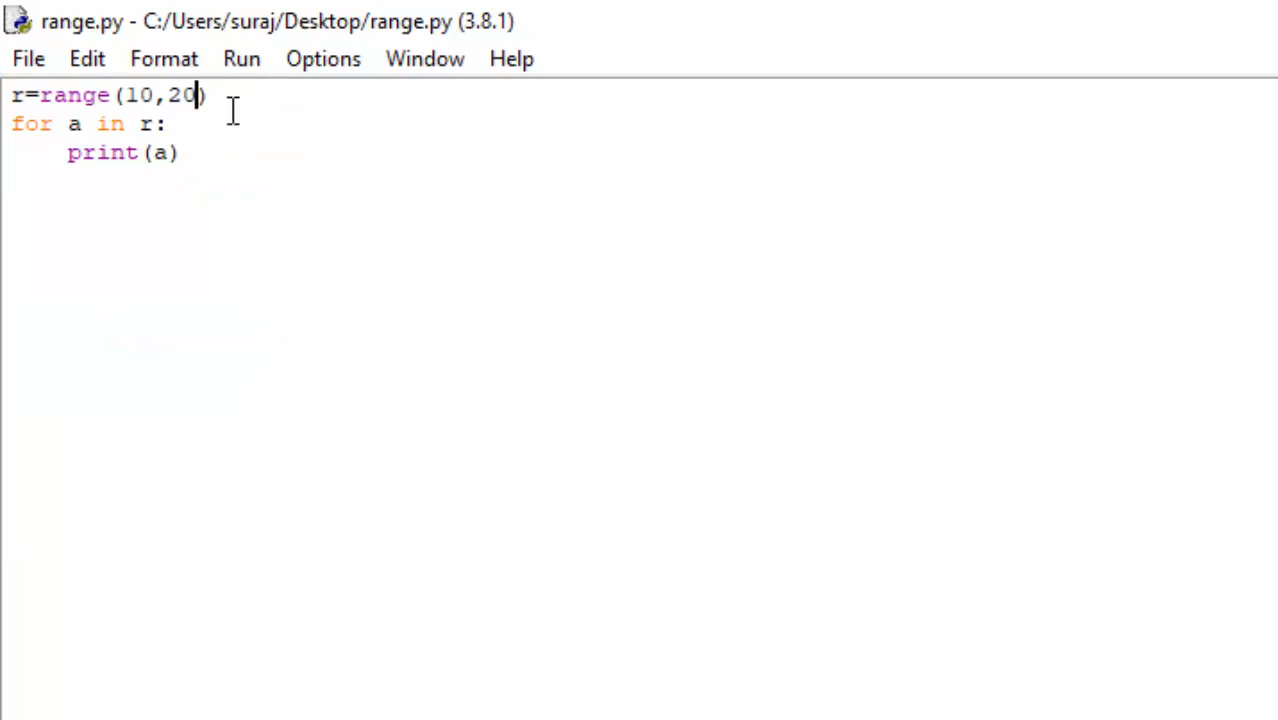 range.py - C:/Users/suraj/Desktop/range.py (3.8.1)
File Edit Format Run Options Window Help
r=range(10,20)
for a in r:
    print(a)